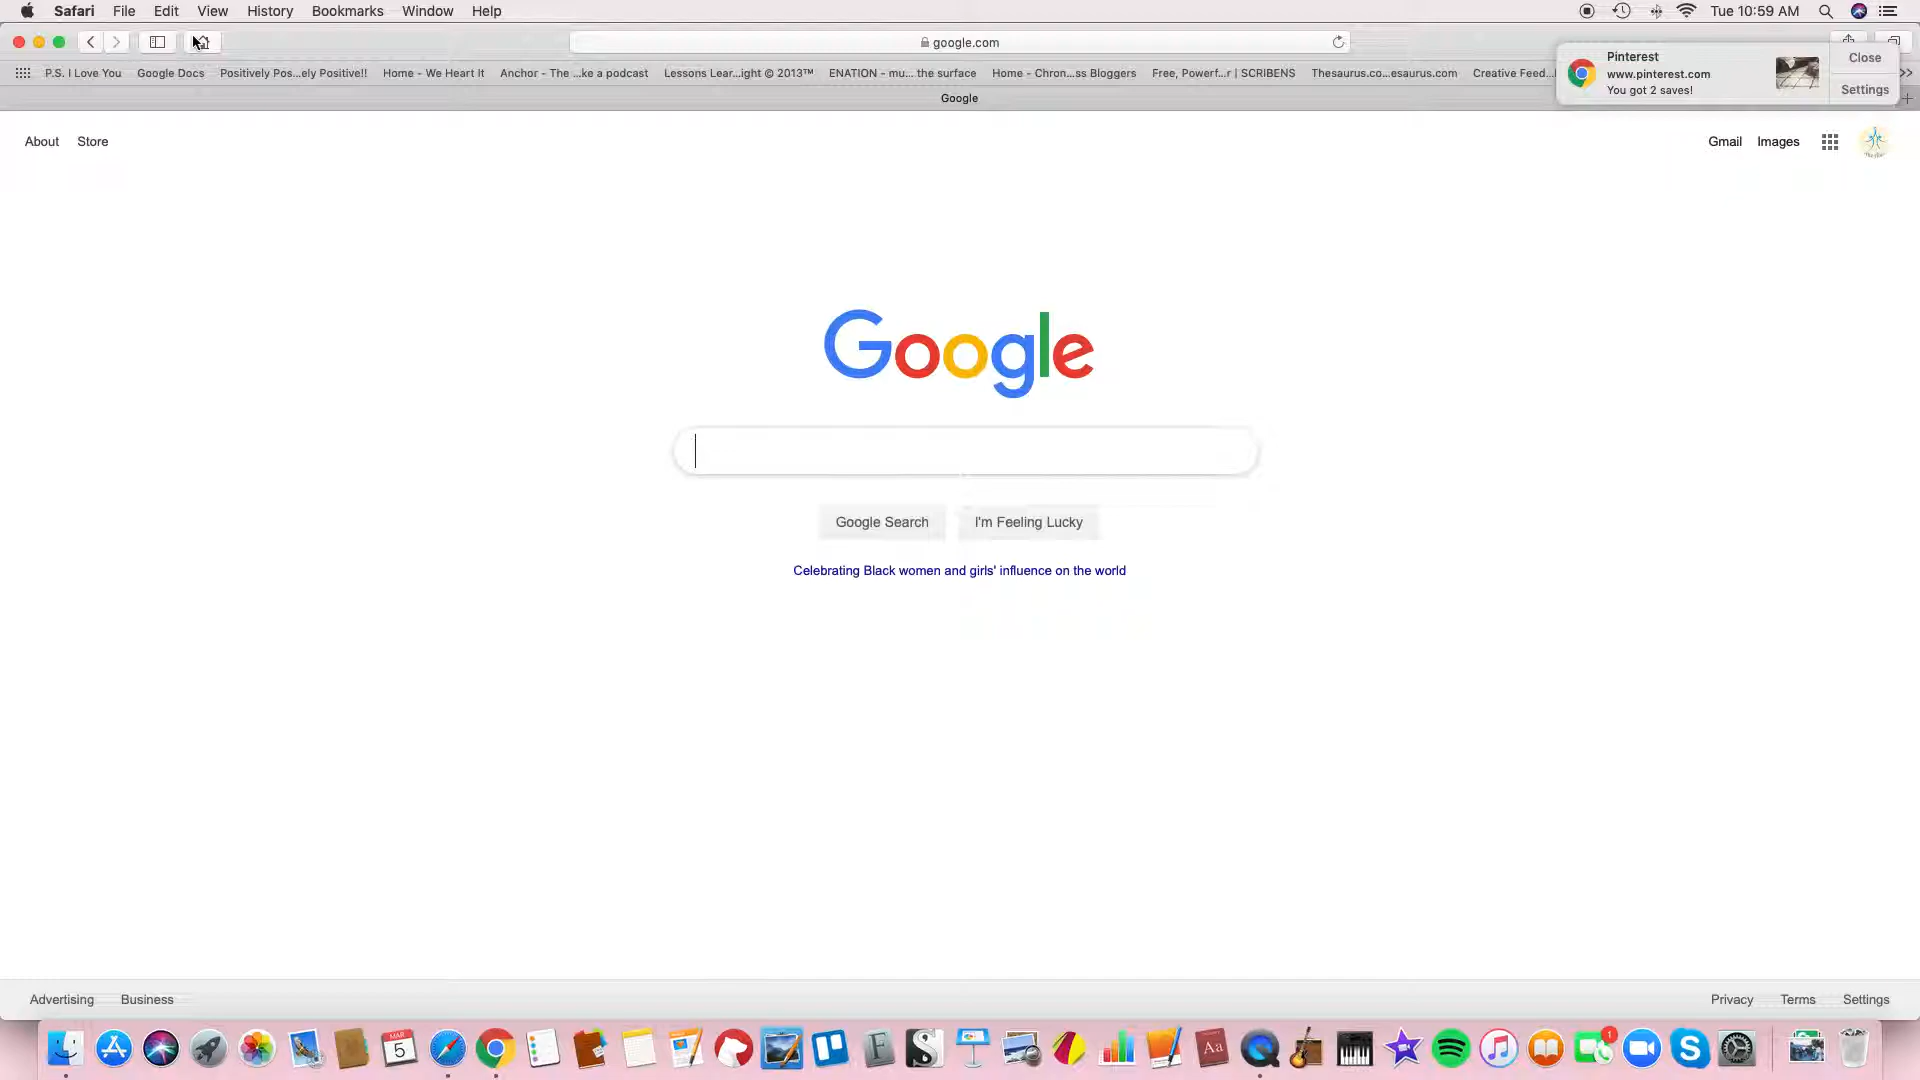 Safari File Edit View History Bookmarks Window Help Tue 10:59 AM
google.com
P.S. I Love You Google Docs Positively Pos...ely Positive!! Home - We Heart It Anchor - The ...ke a podcast Lessons Lear...ight © 2013™ ENATION - mu... the surface Home - Chron...ss Bloggers Free, Powerf...r | SCRIBENS Thesaurus.co...esaurus.com Creative Feed...
Pinterest
www.pinterest.com
You got 2 saves!
Close
Settings
Google
About Store
Gmail Images
Google
Google Search I'm Feeling Lucky
Celebrating Black women and girls' influence on the world
Advertising Business
Privacy Terms Settings
MAR
5
Aa
1